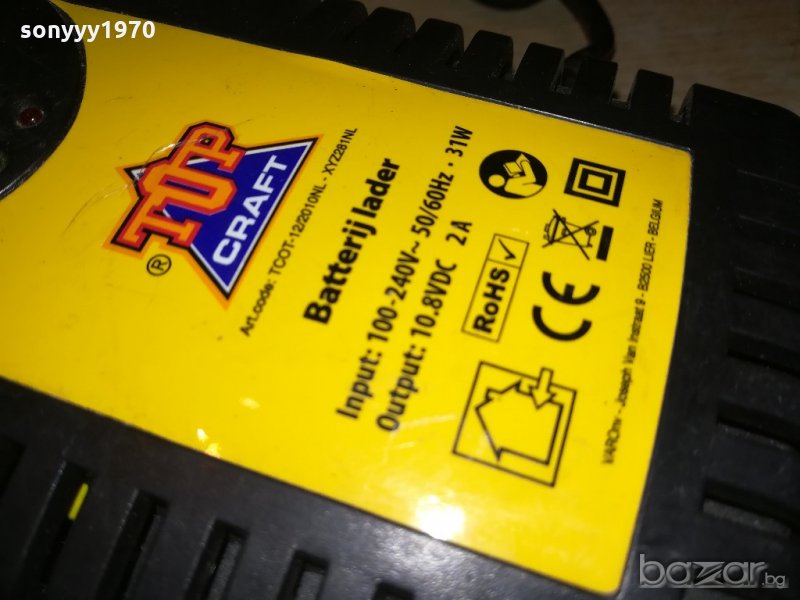 sonyyy1970
TOP
CRAFT
®
Art.code: TCOT-12/2010NL - XYZ281NL
Batterij lader
Input: 100-240V~ 50/60Hz · 31W
Output: 10.8VDC 2 A
RoHS
CE
VARO nv - Joseph Van Instraat 9 - B2500 LIER - BELGIUM
bazar.bg